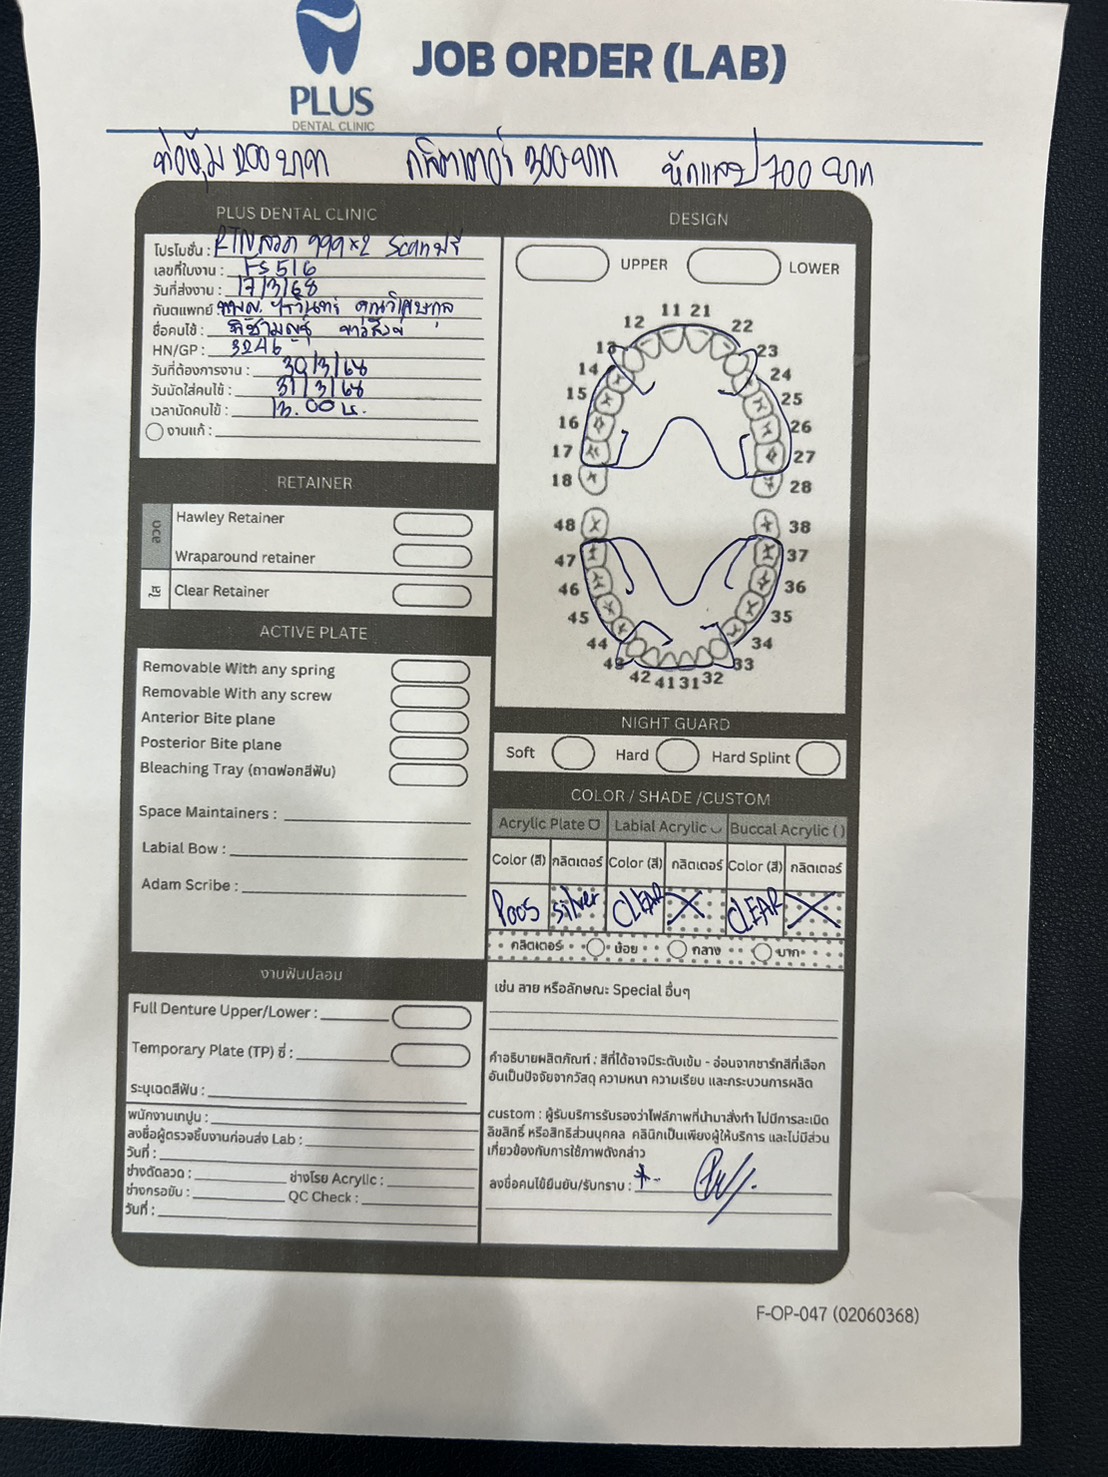 PLUS
DENTAL CLINIC
JOB ORDER (LAB)
ท่อหุ้ม 200 บาท กลิตเตอร์ 300 บาท หักแสบ 700 บาท
PLUS DENTAL CLINIC
โปรโมชั่น : RTNลวด 999x2 Scanฟรี
เลขที่ใบงาน : FS516
วันที่ส่งงาน : 17/3/68
ทันตแพทย์
ชื่อคนไข้ :
HN/GP : 3246
วันที่ต้องการงาน : 30/3/68
วันนัดใส่คนไข้ : 31/3/68
เวลานัดคนไข้ : 13.00 น.
งานแก้ :
RETAINER
ลวด
Hawley Retainer
Wraparound retainer
ใส
Clear Retainer
ACTIVE PLATE
Removable With any spring
Removable With any screw
Anterior Bite plane
Posterior Bite plane
Bleaching Tray (ถาดฟอกสีฟัน)
Space Maintainers :
Labial Bow :
Adam Scribe :
งานฟันปลอม
Full Denture Upper/Lower :
Temporary Plate (TP) ซี่ :
ระบุเฉดสีฟัน :
พนักงานเทปูน :
ลงชื่อผู้ตรวจชิ้นงานก่อนส่ง Lab :
วันที่ :
ช่างดัดลวด : ช่างโรย Acrylic :
ช่างกรอขัด : QC Check :
วันที่ :
DESIGN
UPPER LOWER
11 21
12 22
13 23
14 24
15 25
16 26
17 27
18 28
48 38
47 37
46 36
45 35
44 34
43 33
42 41 31 32
NIGHT GUARD
Soft Hard Hard Splint
COLOR / SHADE /CUSTOM
Acrylic Plate Labial Acrylic Buccal Acrylic ( )
Color (สี) กลิตเตอร์ Color (สี) กลิตเตอร์ Color (สี) กลิตเตอร์
P005 silver CLEAR X CLEAR X
กลิตเตอร์ น้อย กลาง มาก
เช่น ลาย หรือลักษณะ Special อื่นๆ
คำอธิบายผลิตภัณฑ์ : สีที่ได้อาจมีระดับเข้ม - อ่อนจากชาร์ทสีที่เลือก
อันเป็นปัจจัยจากวัสดุ ความหนา ความเรียบ และกระบวนการผลิต
custom : ผู้รับบริการรับรองว่าไฟล์ภาพที่นำมาสั่งทำ ไม่มีการละเมิด
ลิขสิทธิ์ หรือสิทธิส่วนบุคคล คลินิกเป็นเพียงผู้ให้บริการ และไม่มีส่วน
เกี่ยวข้องกับการใช้ภาพดังกล่าว
ลงชื่อคนไข้ยืนยัน/รับทราบ :
F-OP-047 (02060368)